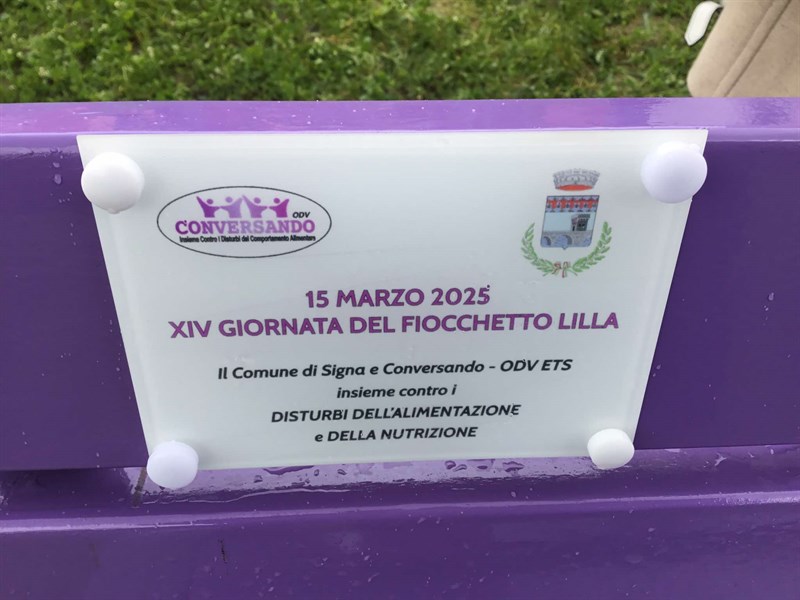 CONVERSANDO ODV
Insieme Contro i Disturbi del Comportamento Alimentare
15 MARZO 2025
XIV GIORNATA DEL FIOCCHETTO LILLA
Il Comune di Signa e Conversando - ODV ETS
insieme contro i
DISTURBI DELL'ALIMENTAZIONE
e DELLA NUTRIZIONE